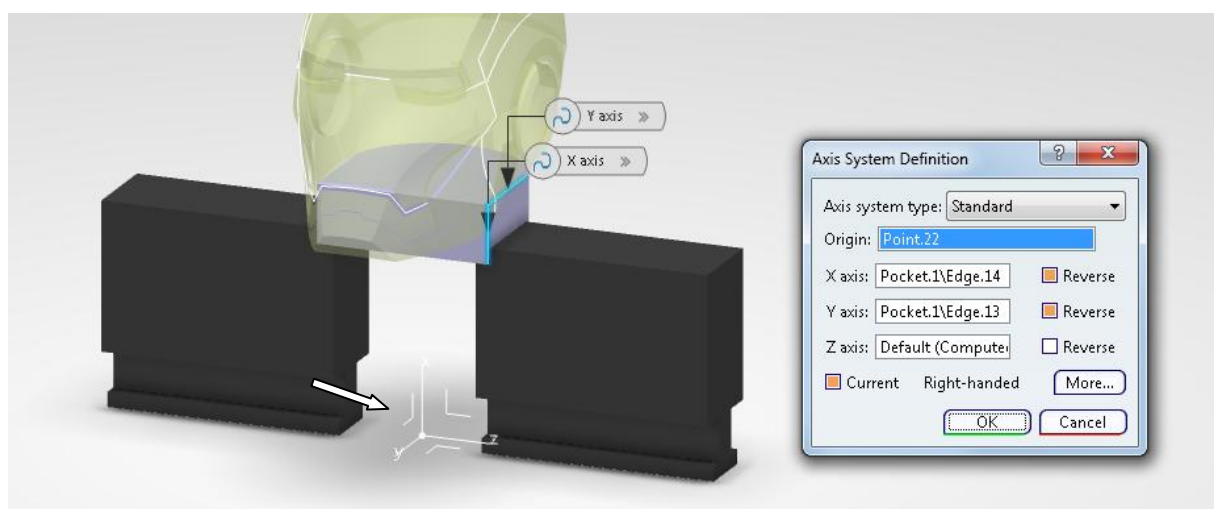 Y axis »
X axis »
x
y
z
Axis System Definition
? X
Axis system type: Standard
Origin: Point.22
X axis: Pocket.1\Edge.14 Reverse
Y axis: Pocket.1\Edge.13 Reverse
Z axis: Default (Compute Reverse
Current Right-handed More...
OK Cancel